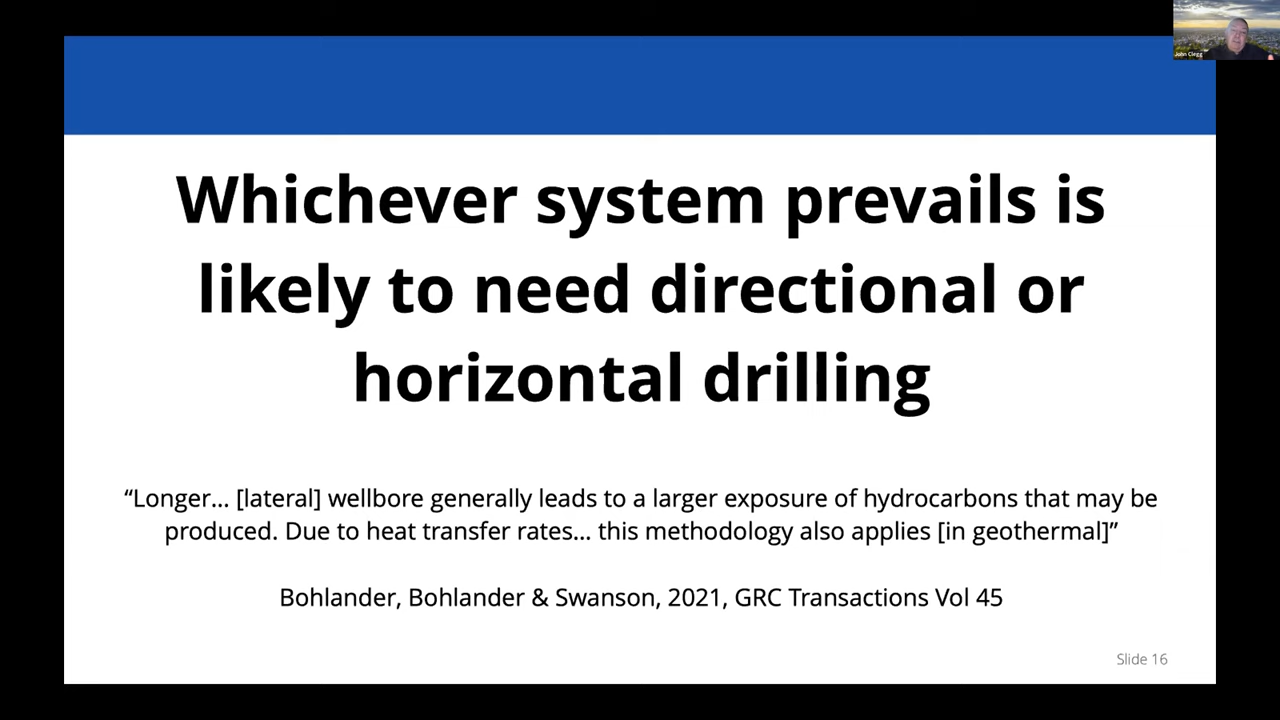 John Clegg
Whichever system prevails is
likely to need directional or
horizontal drilling
“Longer... [lateral] wellbore generally leads to a larger exposure of hydrocarbons that may be
produced. Due to heat transfer rates... this methodology also applies [in geothermal]”
Bohlander, Bohlander & Swanson, 2021, GRC Transactions Vol 45
Slide 16